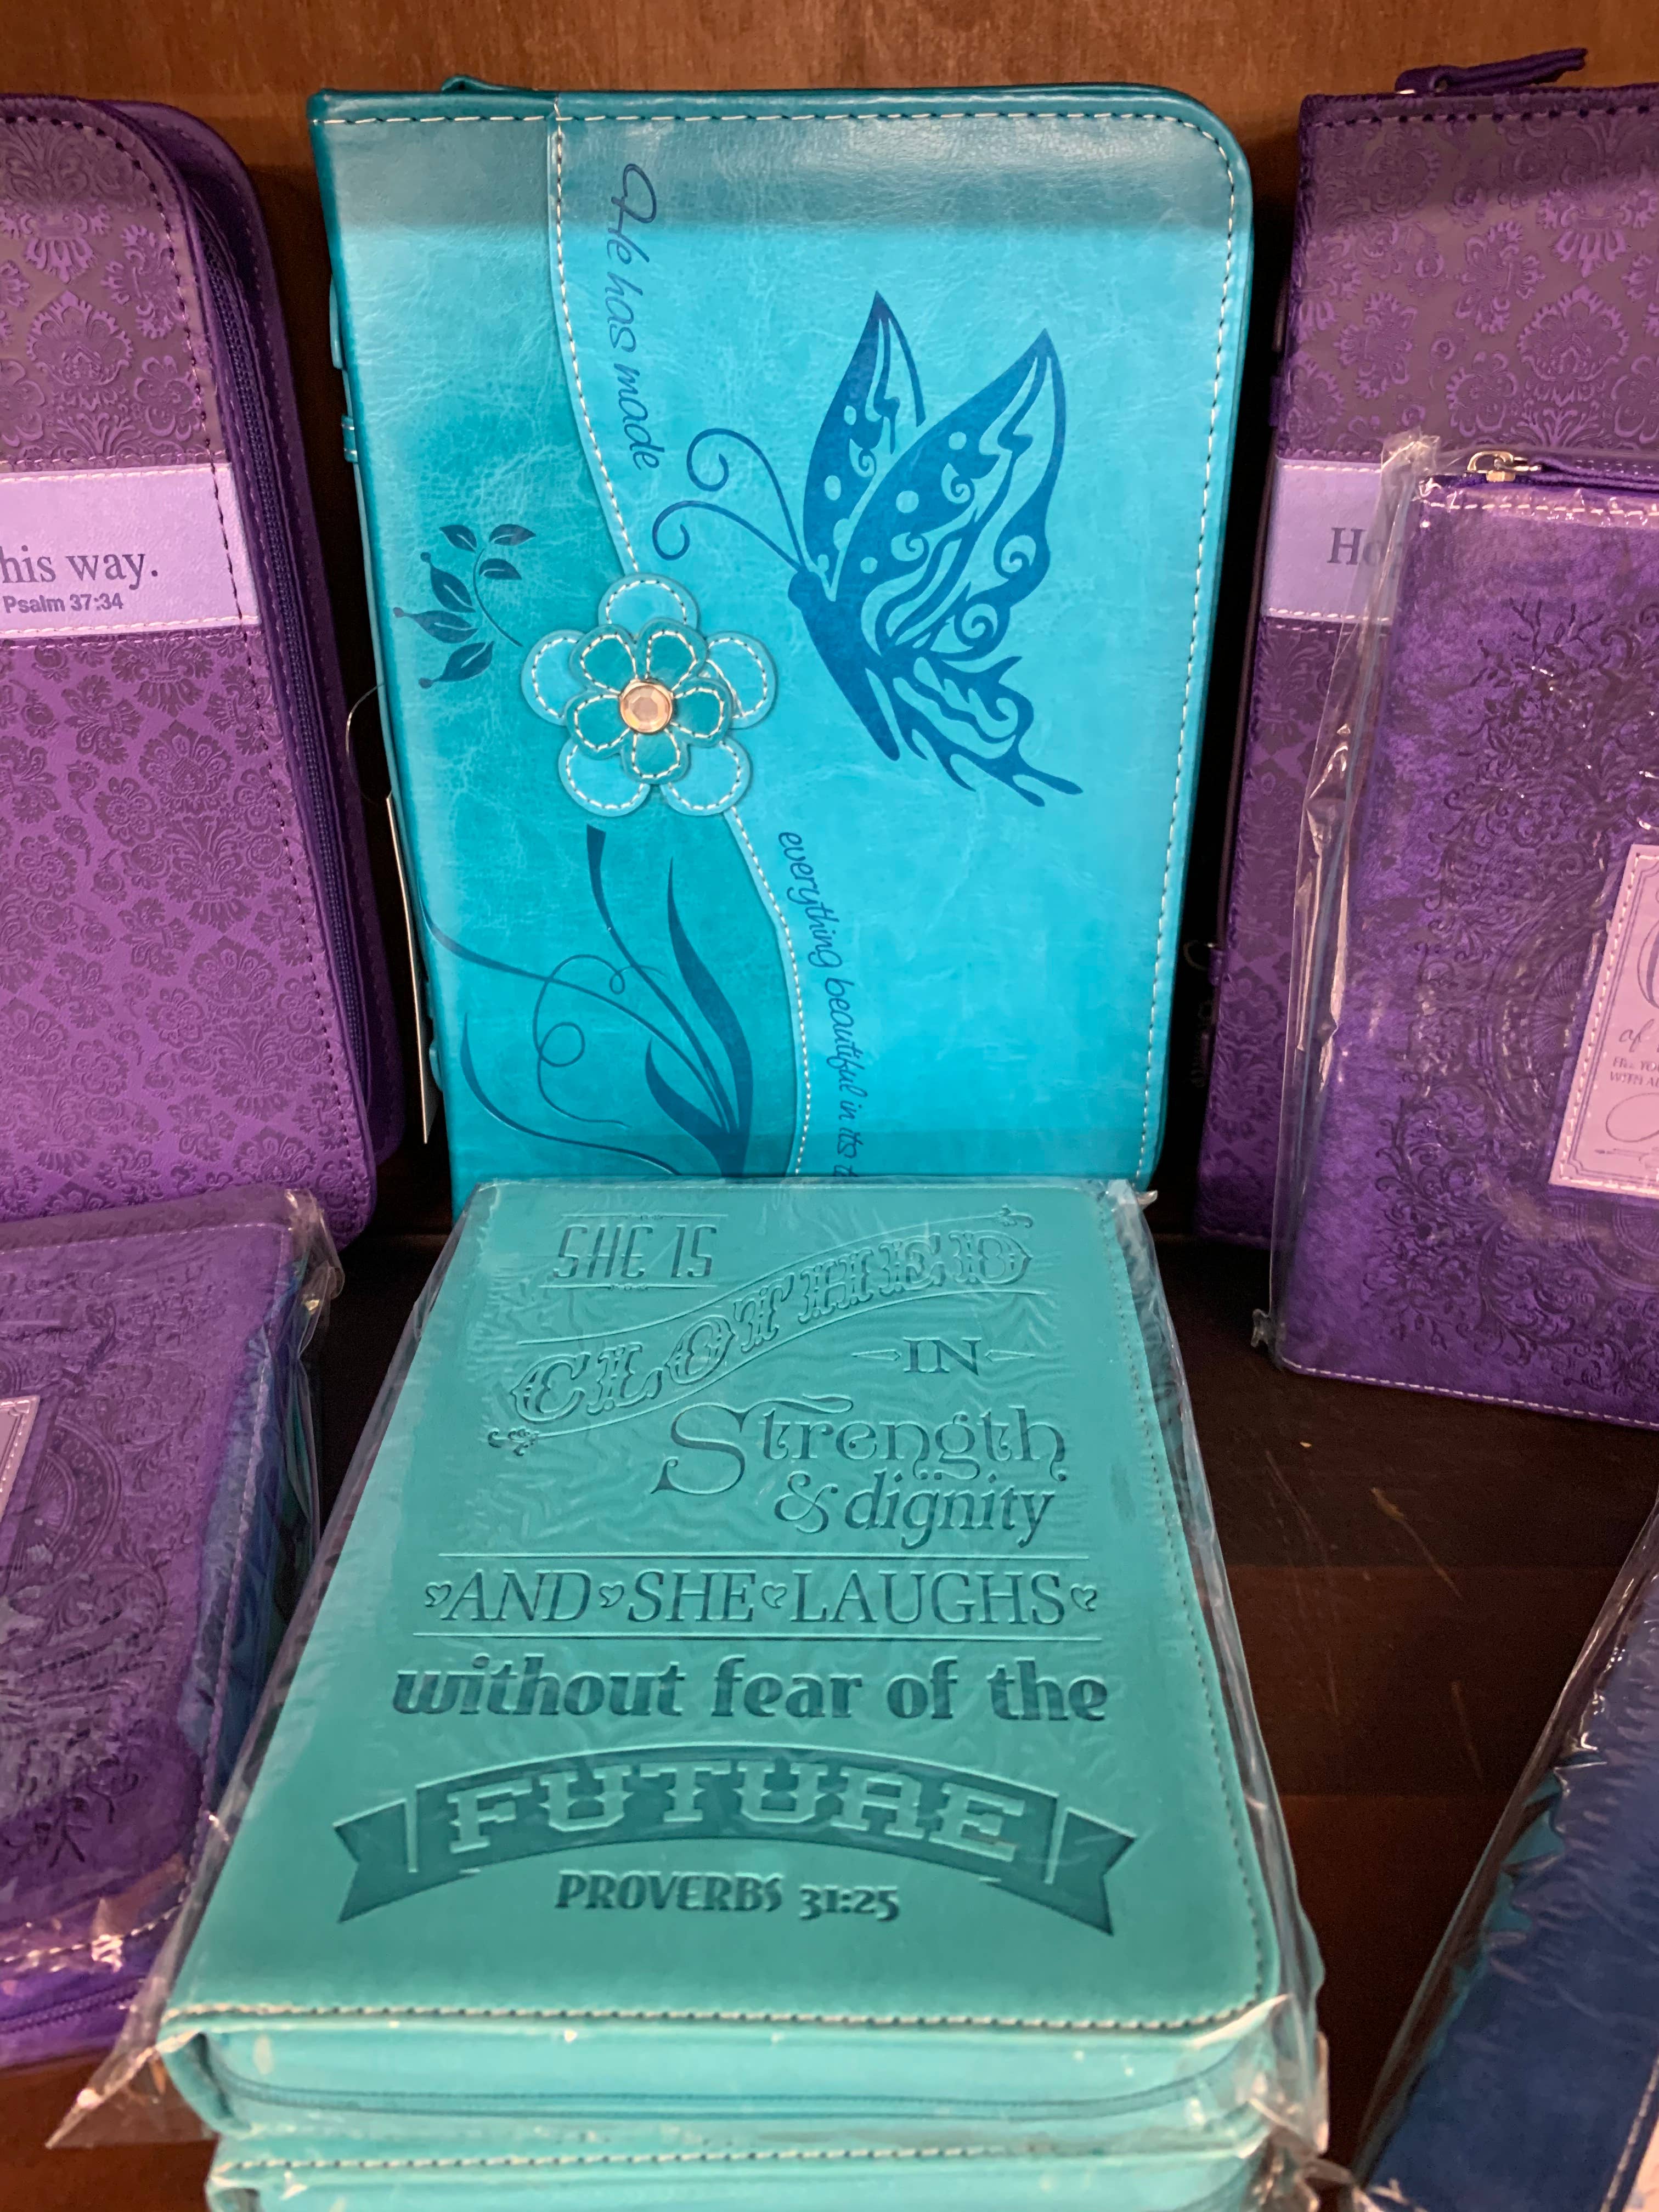 He has made
everything beautiful in its
his way.
Psalm 37:34
SHE IS
CLOTHED
IN
Strength
& dignity
AND SHE LAUGHS
without fear of the
FUTURE
PROVERBS 31:25
of